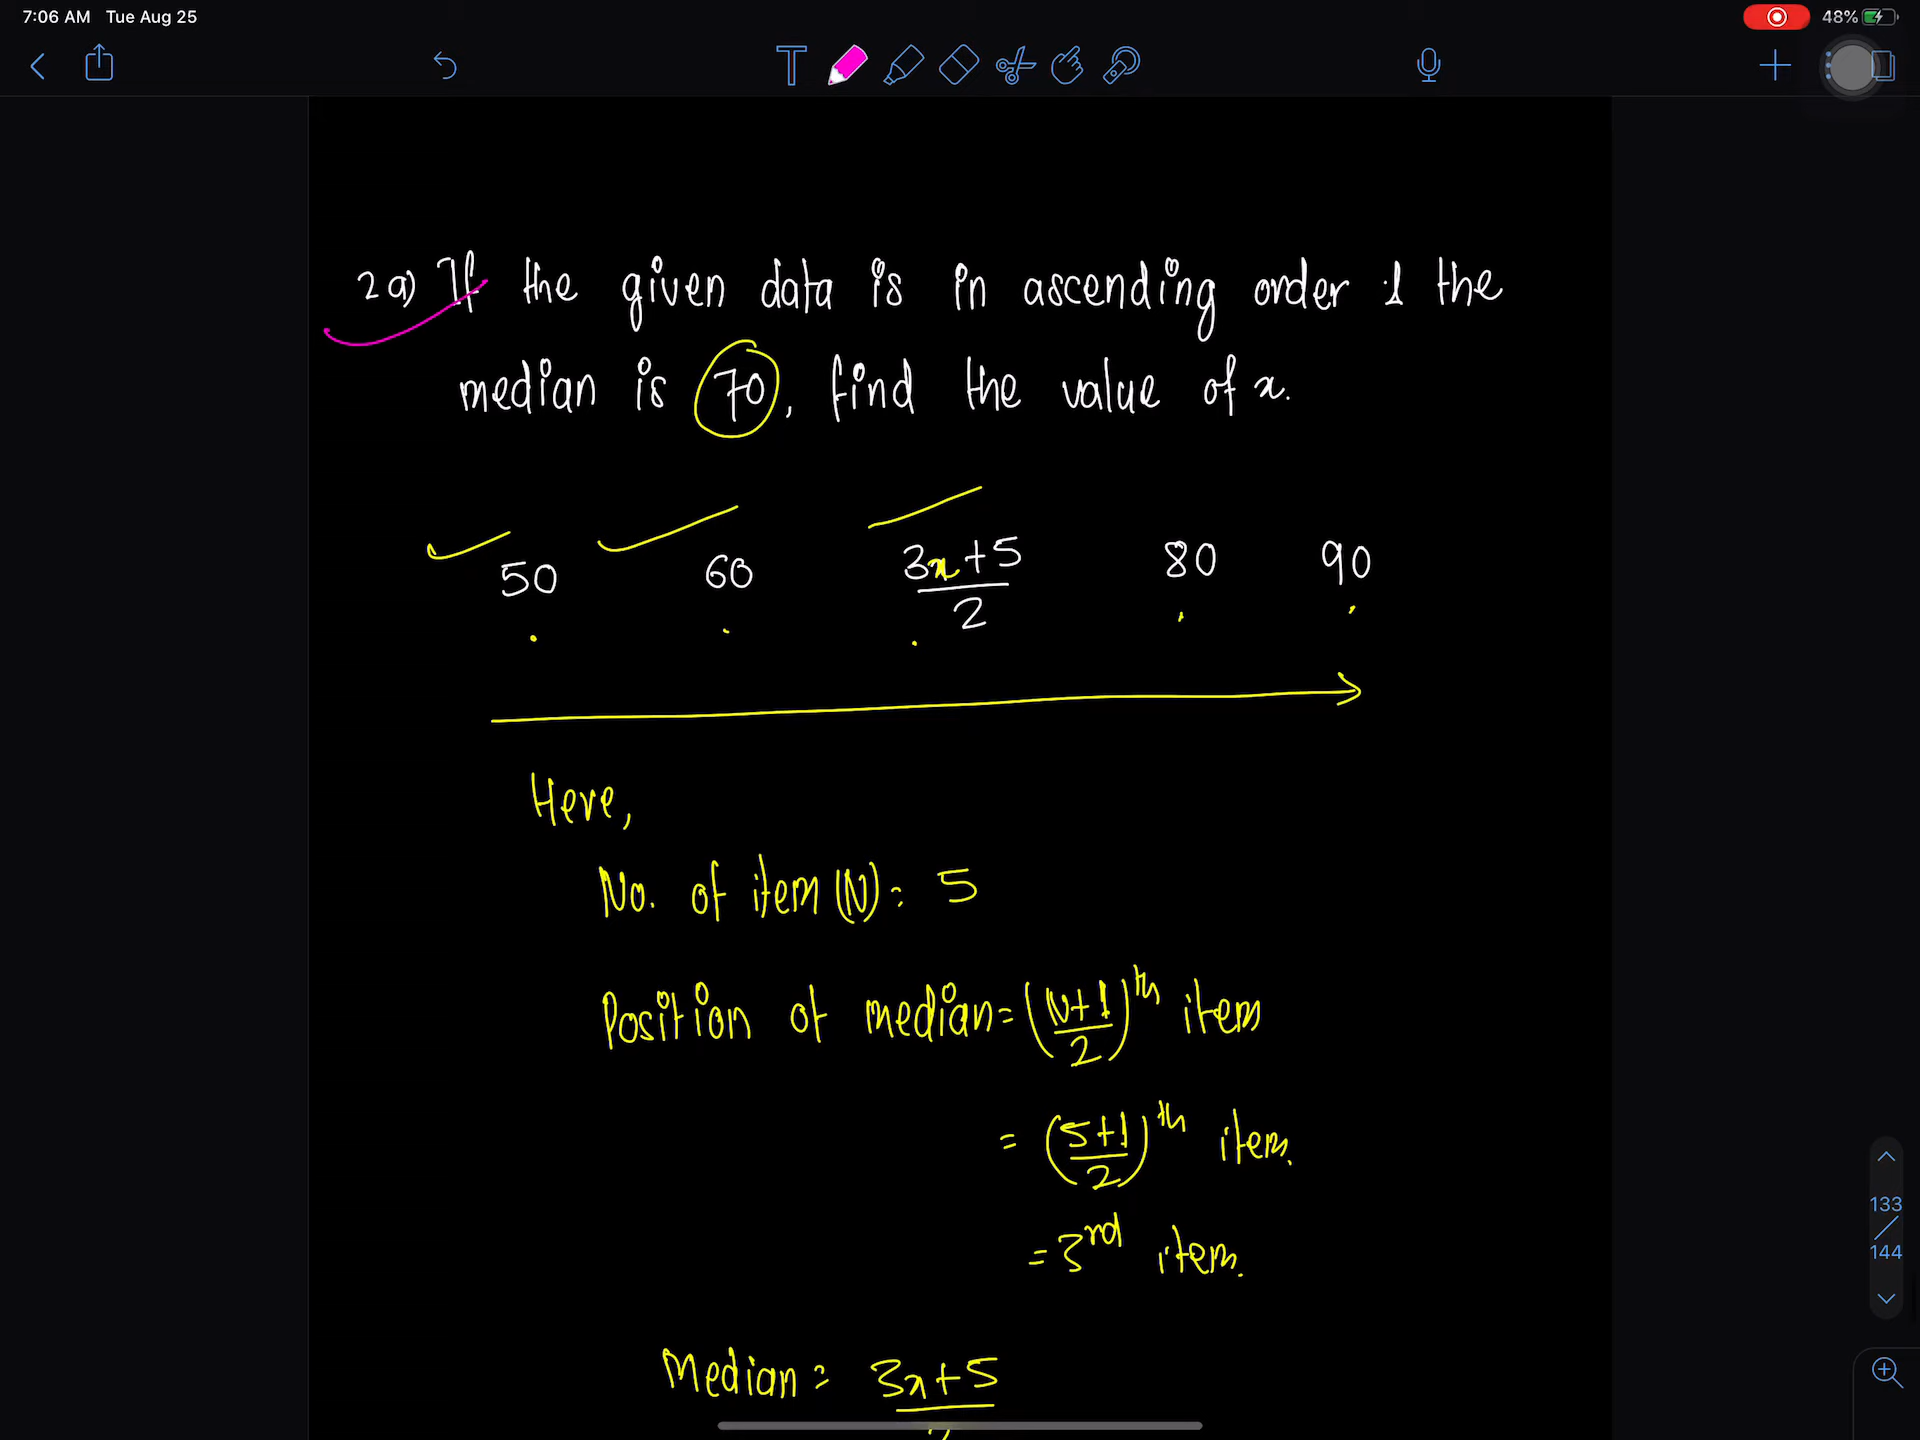 7:06 AM Tue Aug 25
48%
2a) If the given data is in ascending order & the
median is 70, find the value of x.
50 60 3x+5/2 80 90
Here,
No. of item (N) = 5
Position of median = (N+1/2)th item
= (5+1/2)th item.
= 3rd item.
Median = 3x+5
133
144